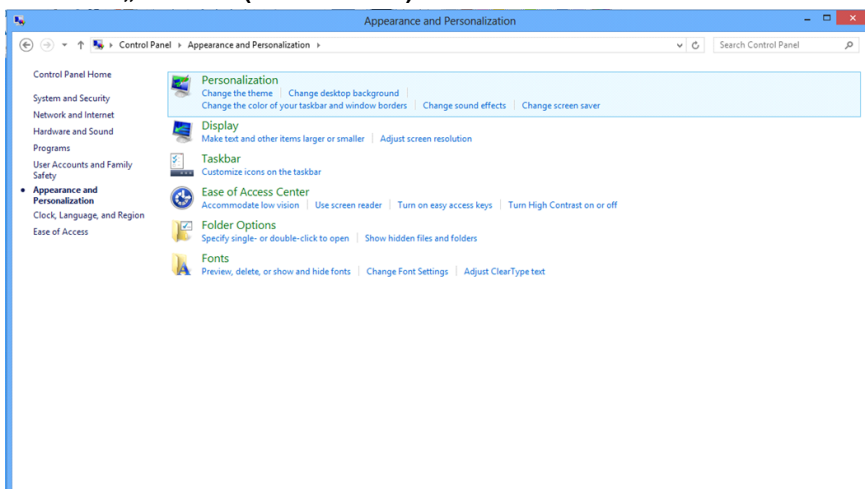 Appearance and Personalization
Control Panel Appearance and Personalization
Search Control Panel
Control Panel Home
System and Security
Network and Internet
Hardware and Sound
Programs
User Accounts and Family
Safety
Appearance and
Personalization
Clock, Language, and Region
Ease of Access
Personalization
Change the theme Change desktop background
Change the color of your taskbar and window borders Change sound effects Change screen saver
Display
Make text and other items larger or smaller Adjust screen resolution
Taskbar
Customize icons on the taskbar
Ease of Access Center
Accommodate low vision Use screen reader Turn on easy access keys Turn High Contrast on or off
Folder Options
Specify single- or double-click to open Show hidden files and folders
Fonts
Preview, delete, or show and hide fonts Change Font Settings Adjust ClearType text